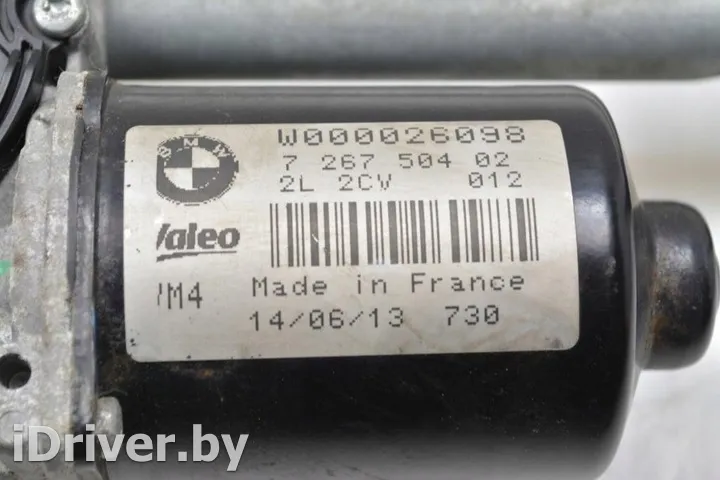 W000026098
BMW
7 267 504 02
2L 2CV 012
Valeo
Made in France
14/06/13 730
iDriver.by